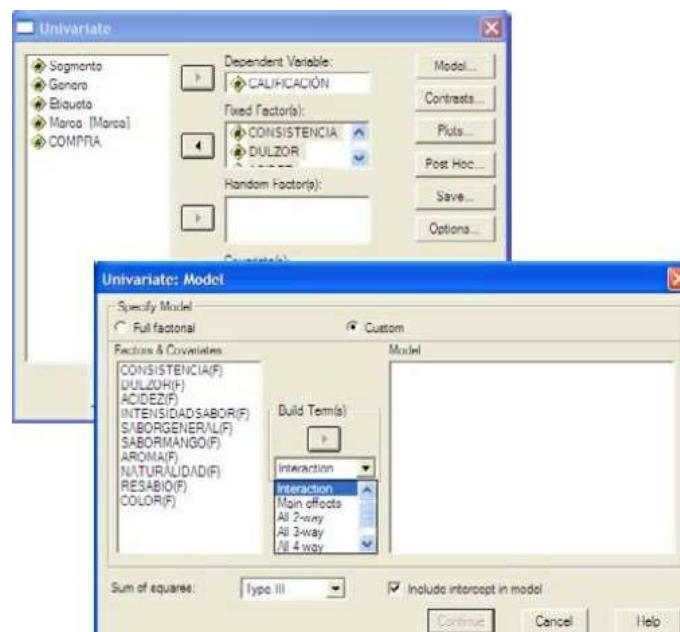 Univariate
Segmento
Genero
Etiqueta
Marca [Marca]
COMPRA
Dependent Variable:
CALIFICACIÓN
Fixed Factor(s):
CONSISTENCIA
DULZOR
Random Factor(s):
Model...
Contrasts...
Plots...
Post Hoc...
Save...
Options...
Univariate: Model
Specify Model
Full factorial
Custom
Factors & Covariates
CONSISTENCIA(F)
DULZOR(F)
ACIDEZ(F)
INTENSIDADSABOR(F)
SABORGENERAL(F)
SABORMANGO(F)
AROMA(F)
NATURALIDAD(F)
RESABIO(F)
COLOR(F)
Build Term(s)
Interaction
Interaction
Main effects
All 2-way
All 3-way
All 4-way
Model
Sum of squares:
Type III
Include intercept in model
Continue
Cancel
Help